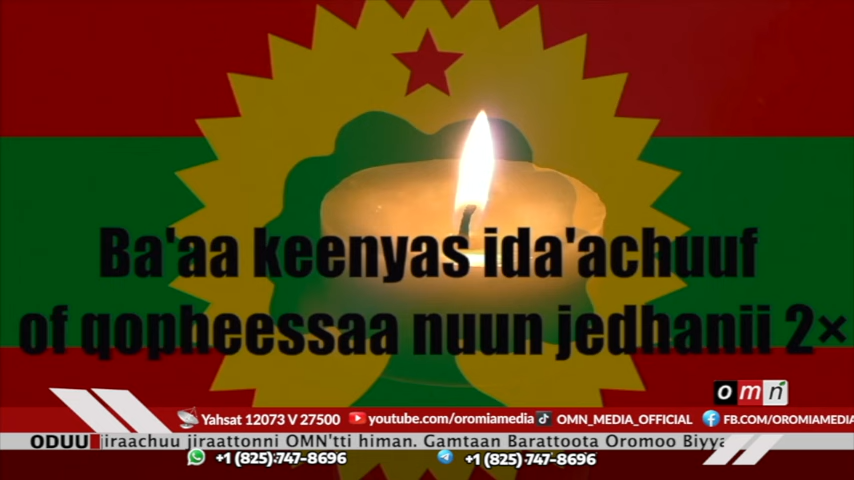 Ba'aa keenyas ida'achuuf
of qopheessaa nuun jedhanii 2×
omn
Yahsat 12073 V 27500 youtube.com/oromiamedia OMN_MEDIA_OFFICIAL FB.COM/OROMIAMEDIA
ODUU jiraachuu jiraattonni OMN'tti himan. Gamtaan Barattoota Oromoo Biyya
+1 (825) 747-8696 +1 (825) 747-8696